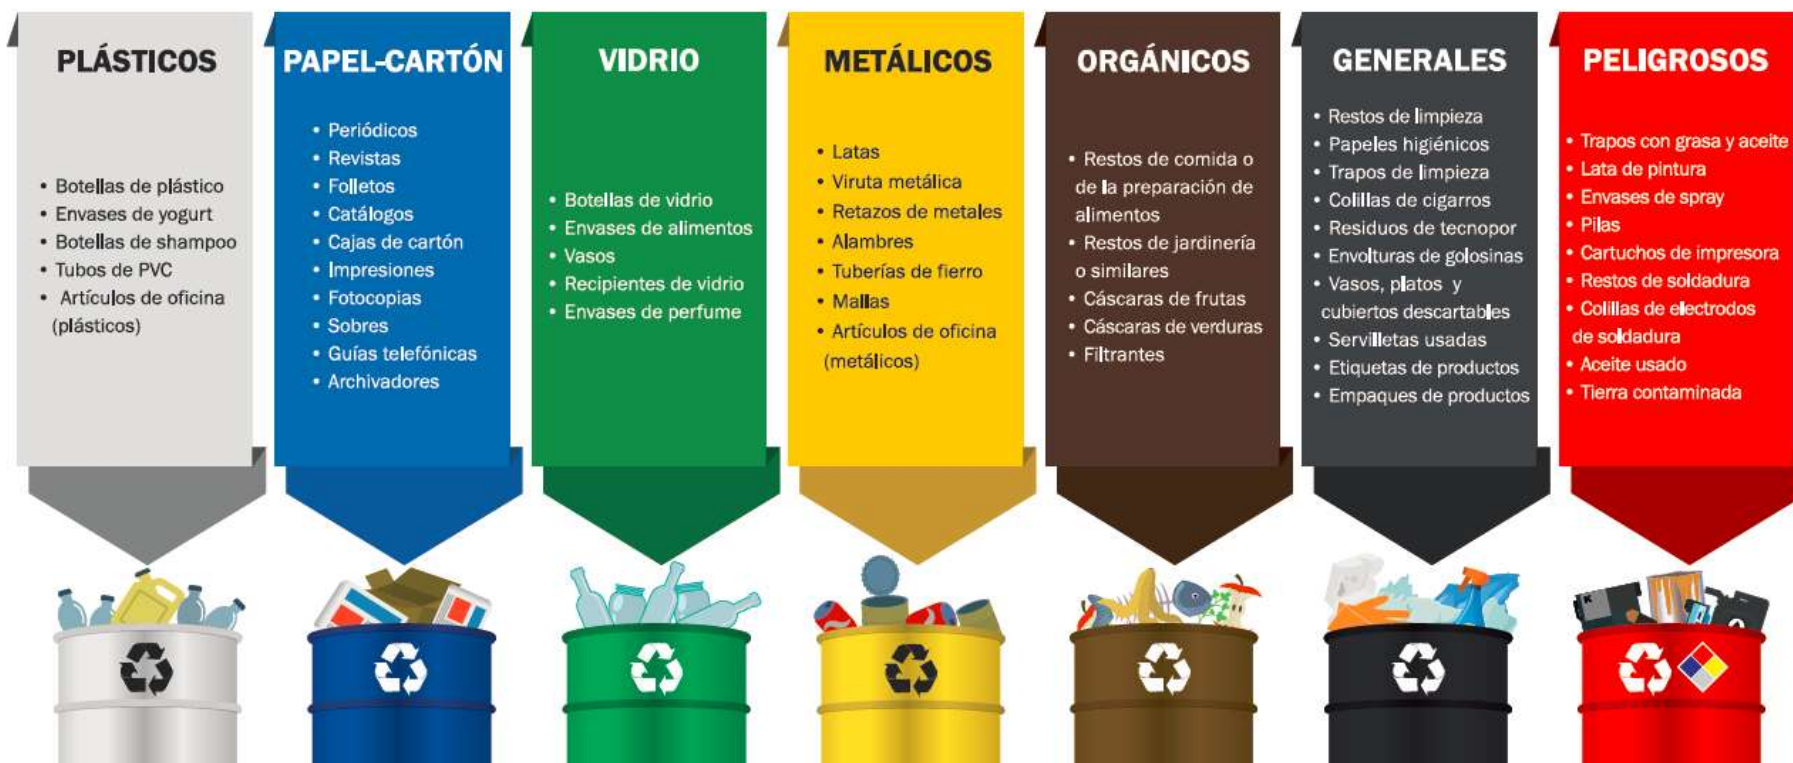 PLÁSTICOS
• Botellas de plástico
• Envases de yogurt
• Botellas de shampoo
• Tubos de PVC
• Artículos de oficina
(plásticos)
PAPEL-CARTÓN
• Periódicos
• Revistas
• Folletos
• Catálogos
• Cajas de cartón
• Impresiones
• Fotocopias
• Sobres
• Guías telefónicas
• Archivadores
VIDRIO
• Botellas de vidrio
• Envases de alimentos
• Vasos
• Recipientes de vidrio
• Envases de perfume
METÁLICOS
• Latas
• Viruta metálica
• Retazos de metales
• Alambres
• Tuberías de fierro
• Mallas
• Artículos de oficina
(metálicos)
ORGÁNICOS
• Restos de comida o
de la preparación de
alimentos
• Restos de jardinería
o similares
• Cáscaras de frutas
• Cáscaras de verduras
• Filtrantes
GENERALES
• Restos de limpieza
• Papeles higiénicos
• Trapos de limpieza
• Colillas de cigarros
• Residuos de tecnopor
• Envolturas de golosinas
• Vasos, platos y
cubiertos descartables
• Servilletas usadas
• Etiquetas de productos
• Empaques de productos
PELIGROSOS
• Trapos con grasa y aceite
• Lata de pintura
• Envases de spray
• Pilas
• Cartuchos de impresora
• Restos de soldadura
• Colillas de electrodos
de soldadura
• Aceite usado
• Tierra contaminada